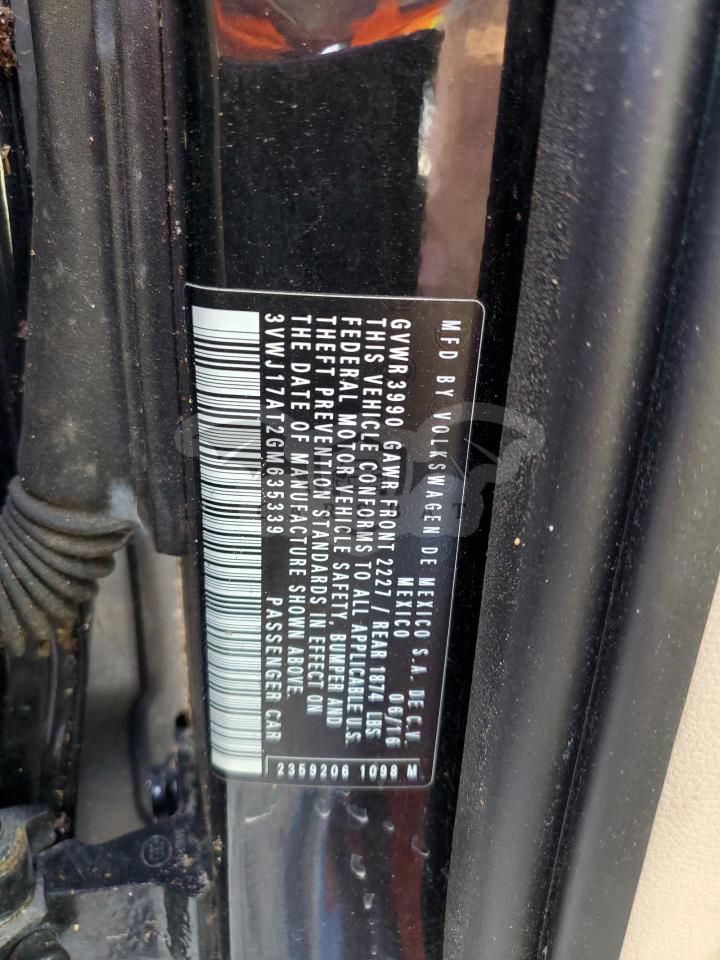 MFD BY VOLKSWAGEN DE MEXICO S.A. DE C.V.
MEXICO 06/16
GVWR 3990 GAWR FRONT 2227 / REAR 1874 LBS
THIS VEHICLE CONFORMS TO ALL APPLICABLE U.S.
FEDERAL MOTOR VEHICLE SAFETY, BUMPER AND
THEFT PREVENTION STANDARDS IN EFFECT ON
THE DATE OF MANUFACTURE SHOWN ABOVE.
3VWJ17AT2GM635339 PASSENGER CAR
2359206 1098 M